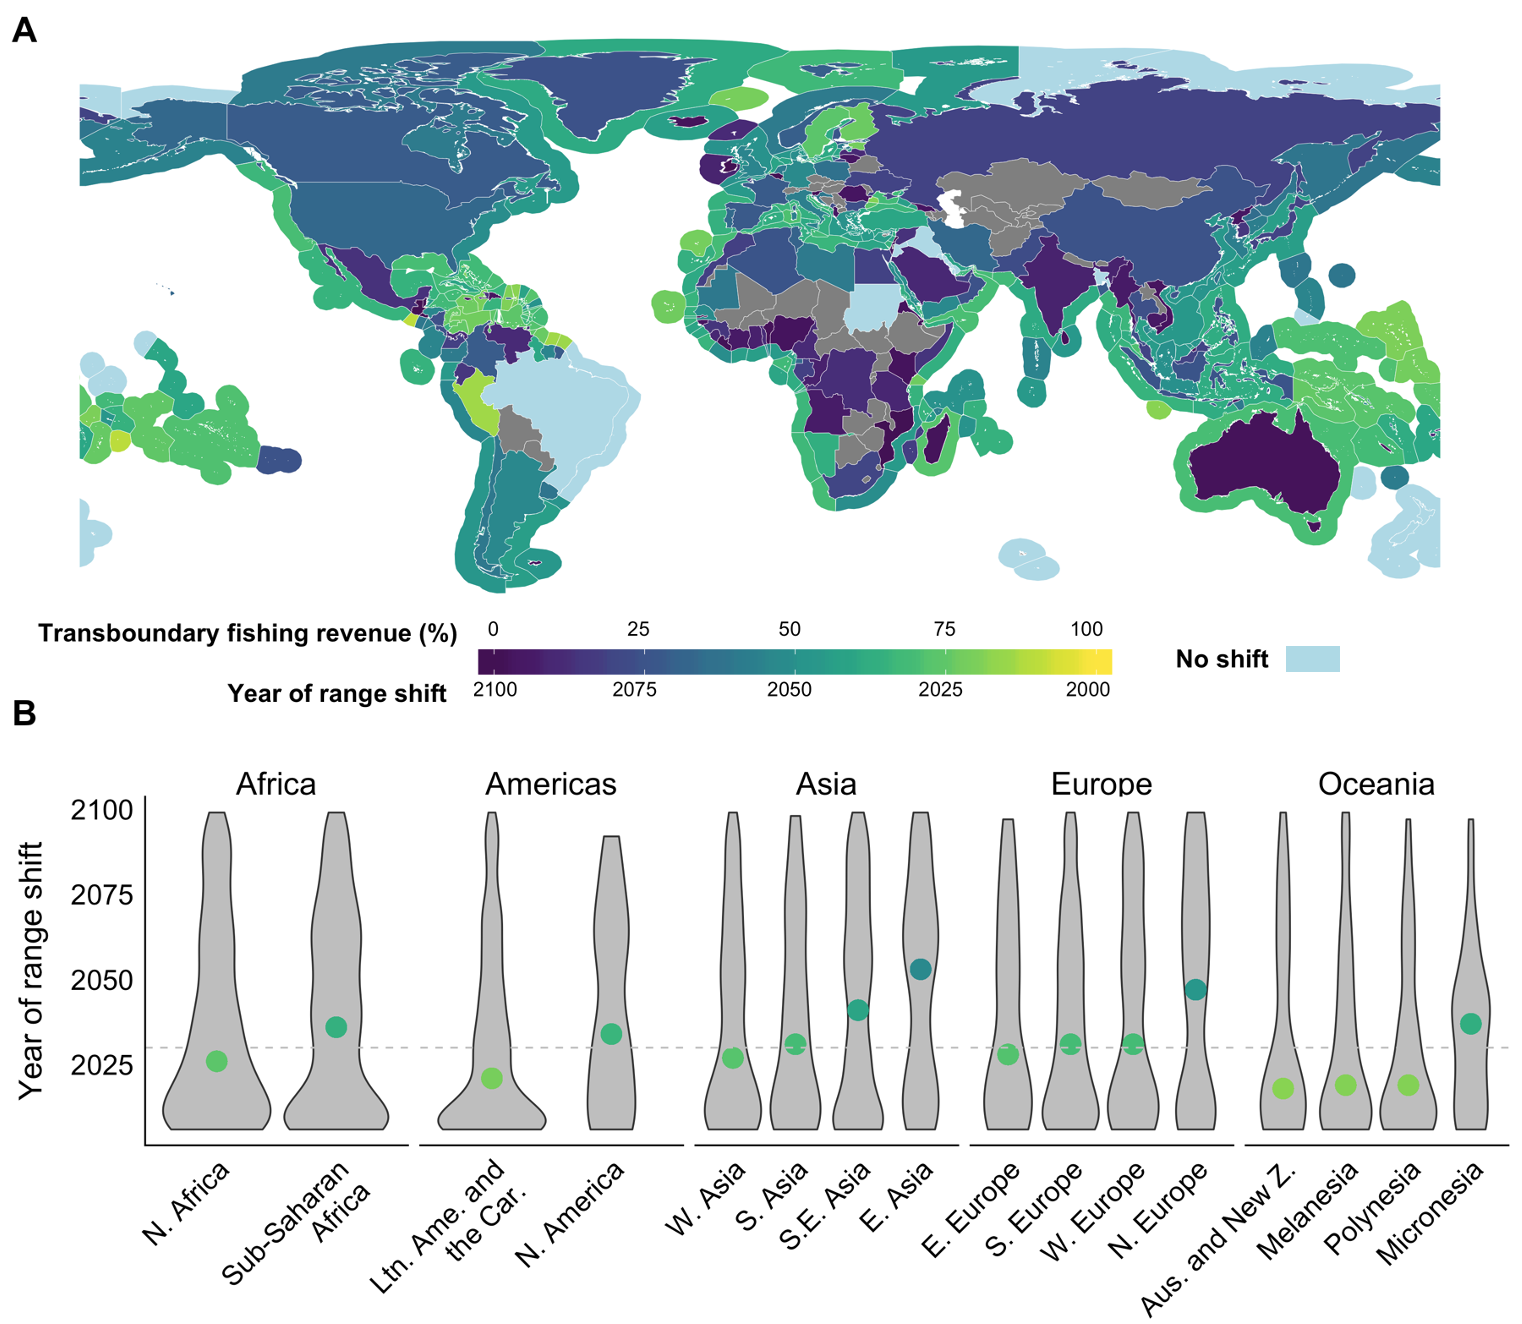 A
Transboundary fishing revenue (%)
0 25 50 75 100
No shift
Year of range shift
2100 2075 2050 2025 2000
B
Africa Americas Asia Europe Oceania
Year of range shift
2100
2075
2050
2025
N. Africa
Sub-Saharan
Africa
Ltn. Ame. and
the Car.
N. America
W. Asia
S. Asia
S.E. Asia
E. Asia
E. Europe
S. Europe
W. Europe
N. Europe
Aus. and New Z.
Melanesia
Polynesia
Micronesia